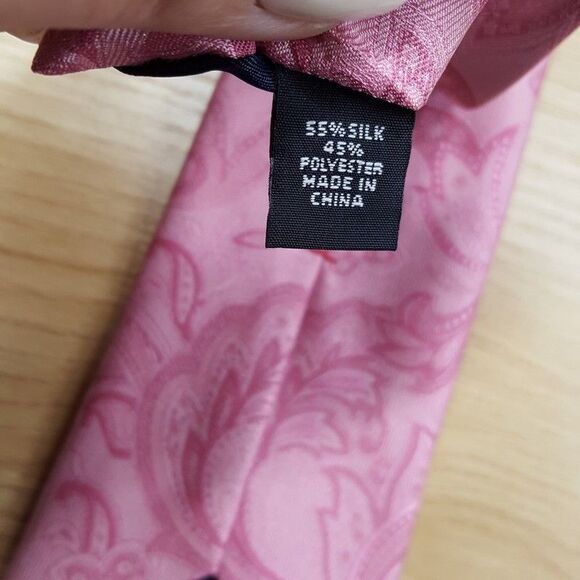 55% SILK
45%
POLYESTER
MADE IN
CHINA